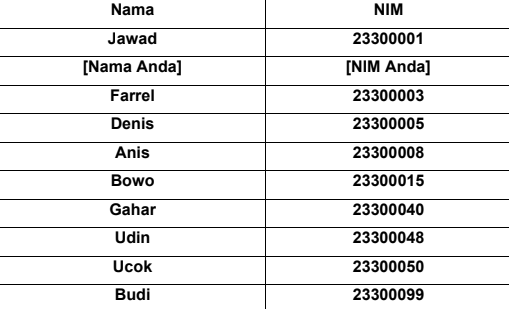 Nama NIM
Jawad 23300001
[Nama Anda] [NIM Anda]
Farrel 23300003
Denis 23300005
Anis 23300008
Bowo 23300015
Gahar 23300040
Udin 23300048
Ucok 23300050
Budi 23300099